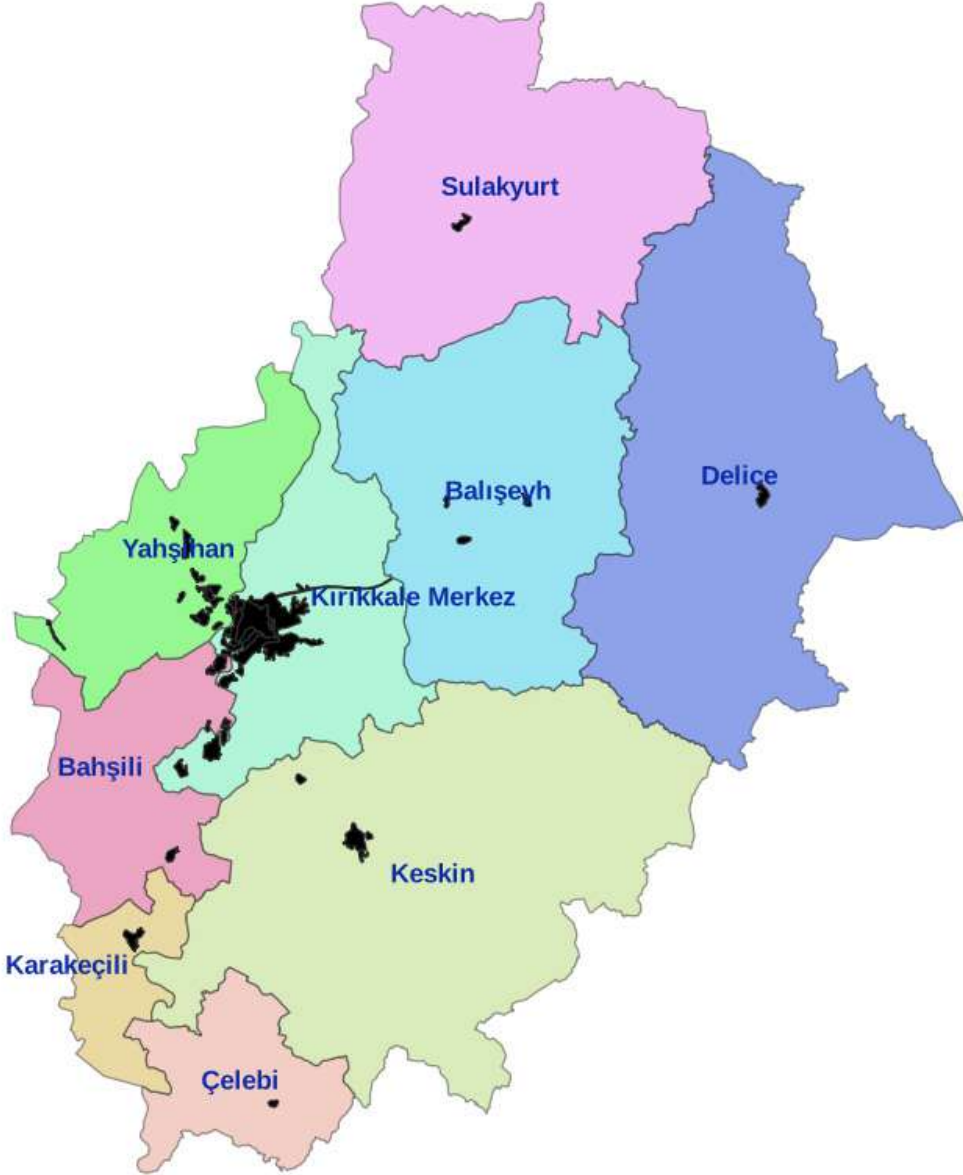 Sulakyurt
Delice
Balışeyh
Yahşihan
Kırıkkale Merkez
Bahşili
Keskin
Karakeçili
Çelebi